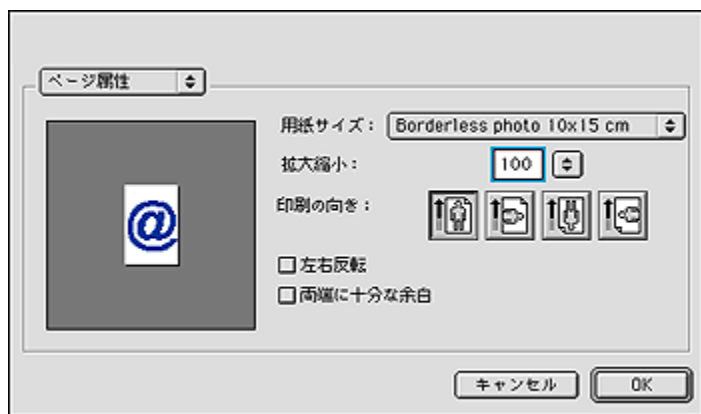 ページ属性
用紙サイズ： Borderless photo 10x15 cm
拡大縮小： 100
印刷の向き：
@
左右反転
両端に十分な余白
キャンセル OK